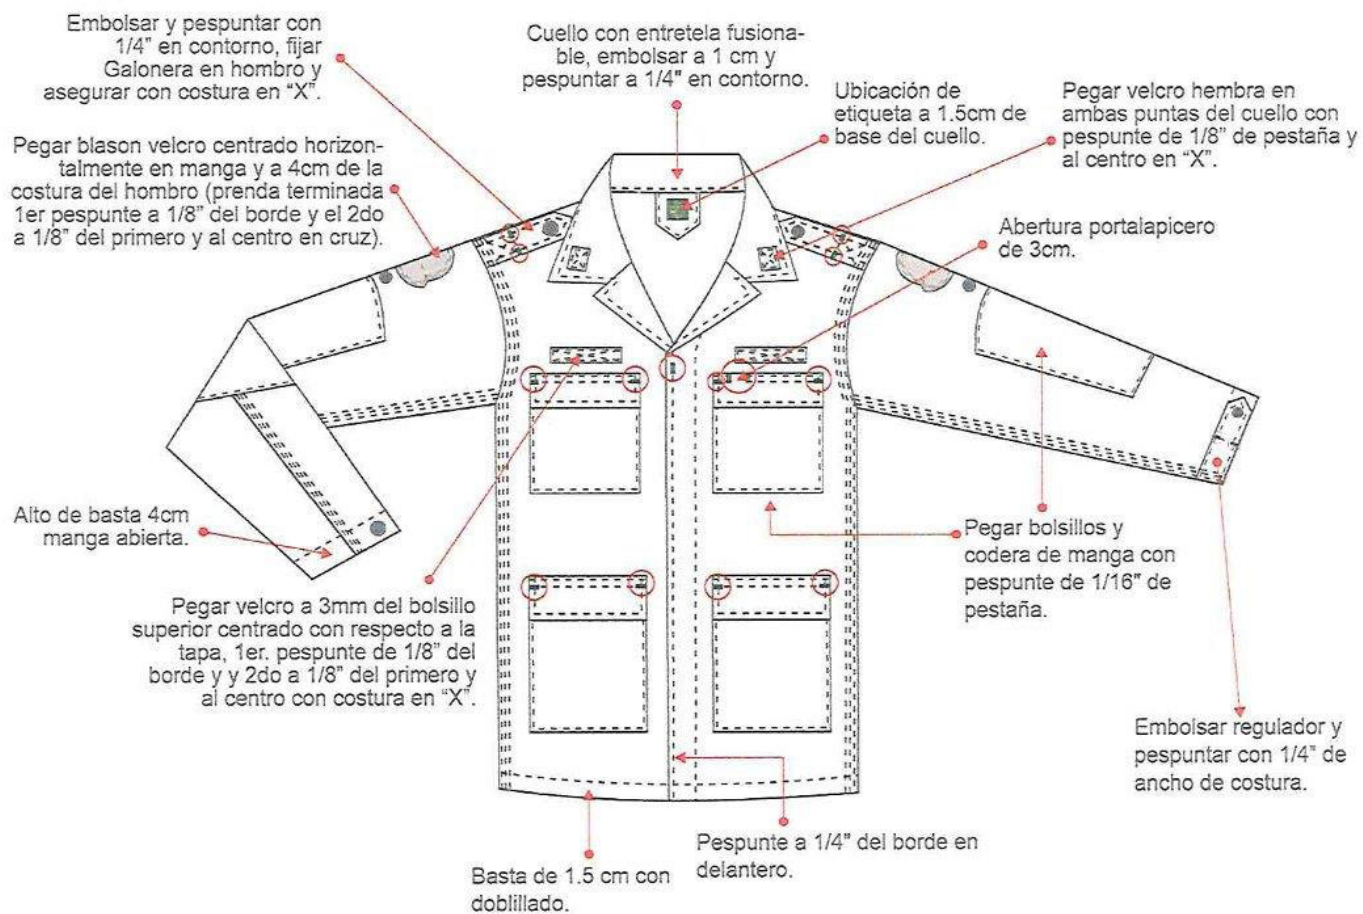 Embolsar y pespuntar con
1/4" en contorno, fijar
Galonera en hombro y
asegurar con costura en “X”.
Cuello con entretela fusiona-
ble, embolsar a 1 cm y
pespuntar a 1/4" en contorno.
Ubicación de
etiqueta a 1.5cm de
base del cuello.
Pegar velcro hembra en
ambas puntas del cuello con
pespunte de 1/8” de pestaña y
al centro en “X”.
Pegar blason velcro centrado horizon-
talmente en manga y a 4cm de la
costura del hombro (prenda terminada
1er pespunte a 1/8” del borde y el 2do
a 1/8” del primero y al centro en cruz).
Abertura portalapicero
de 3cm.
Alto de basta 4cm
manga abierta.
Pegar bolsillos y
codera de manga con
pespunte de 1/16" de
pestaña.
Pegar velcro a 3mm del bolsillo
superior centrado con respecto a la
tapa, 1er. pespunte de 1/8” del
borde y y 2do a 1/8” del primero y
al centro con costura en “X”.
Embolsar regulador y
pespuntar con 1/4” de
ancho de costura.
Pespunte a 1/4” del borde en
delantero.
Basta de 1.5 cm con
doblillado.